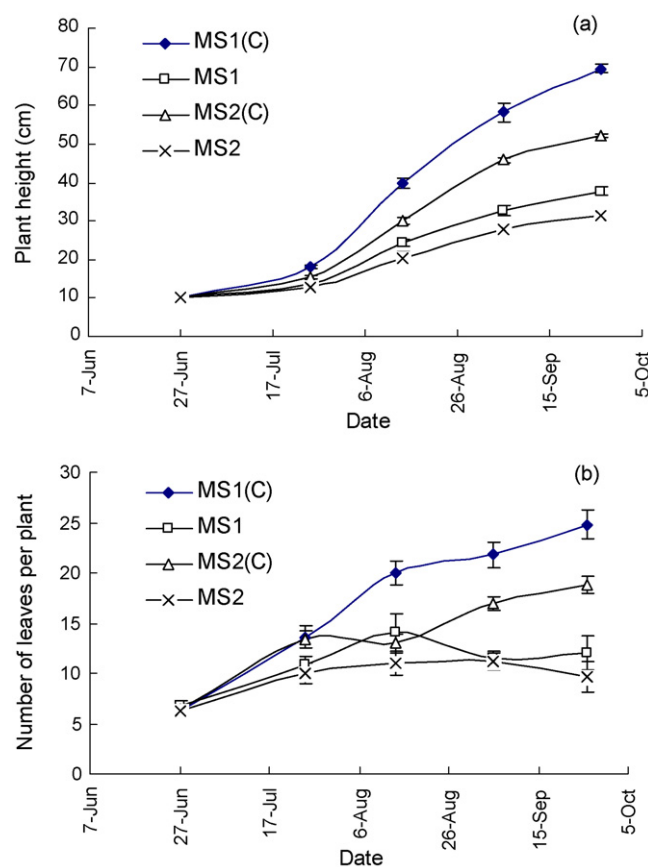 (a)
MS1(C)
MS1
MS2(C)
MS2
Plant height (cm)
80
70
60
50
40
30
20
10
0
7-Jun
27-Jun
17-Jul
6-Aug
26-Aug
15-Sep
5-Oct
Date
(b)
MS1(C)
MS1
MS2(C)
MS2
Number of leaves per plant
30
25
20
15
10
5
0
7-Jun
27-Jun
17-Jul
6-Aug
26-Aug
15-Sep
5-Oct
Date